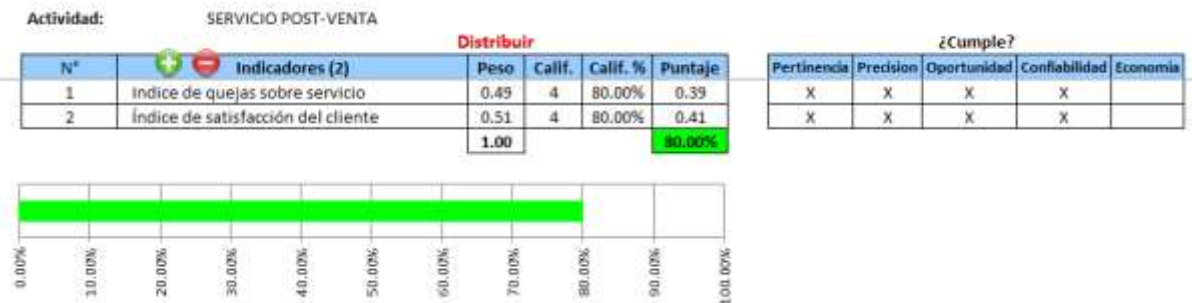 Actividad: SERVICIO POST-VENTA
Distribuir ¿Cumple?
N° Indicadores (2) Peso Calif. Calif. % Puntaje Pertinencia Precision Oportunidad Confiabilidad Economia
1 Indice de quejas sobre servicio 0.49 4 80.00% 0.39 X X X X
2 Índice de satisfacción del cliente 0.51 4 80.00% 0.41 X X X X
1.00 80.00%
0.00% 10.00% 20.00% 30.00% 40.00% 50.00% 60.00% 70.00% 80.00% 90.00% 100.00%